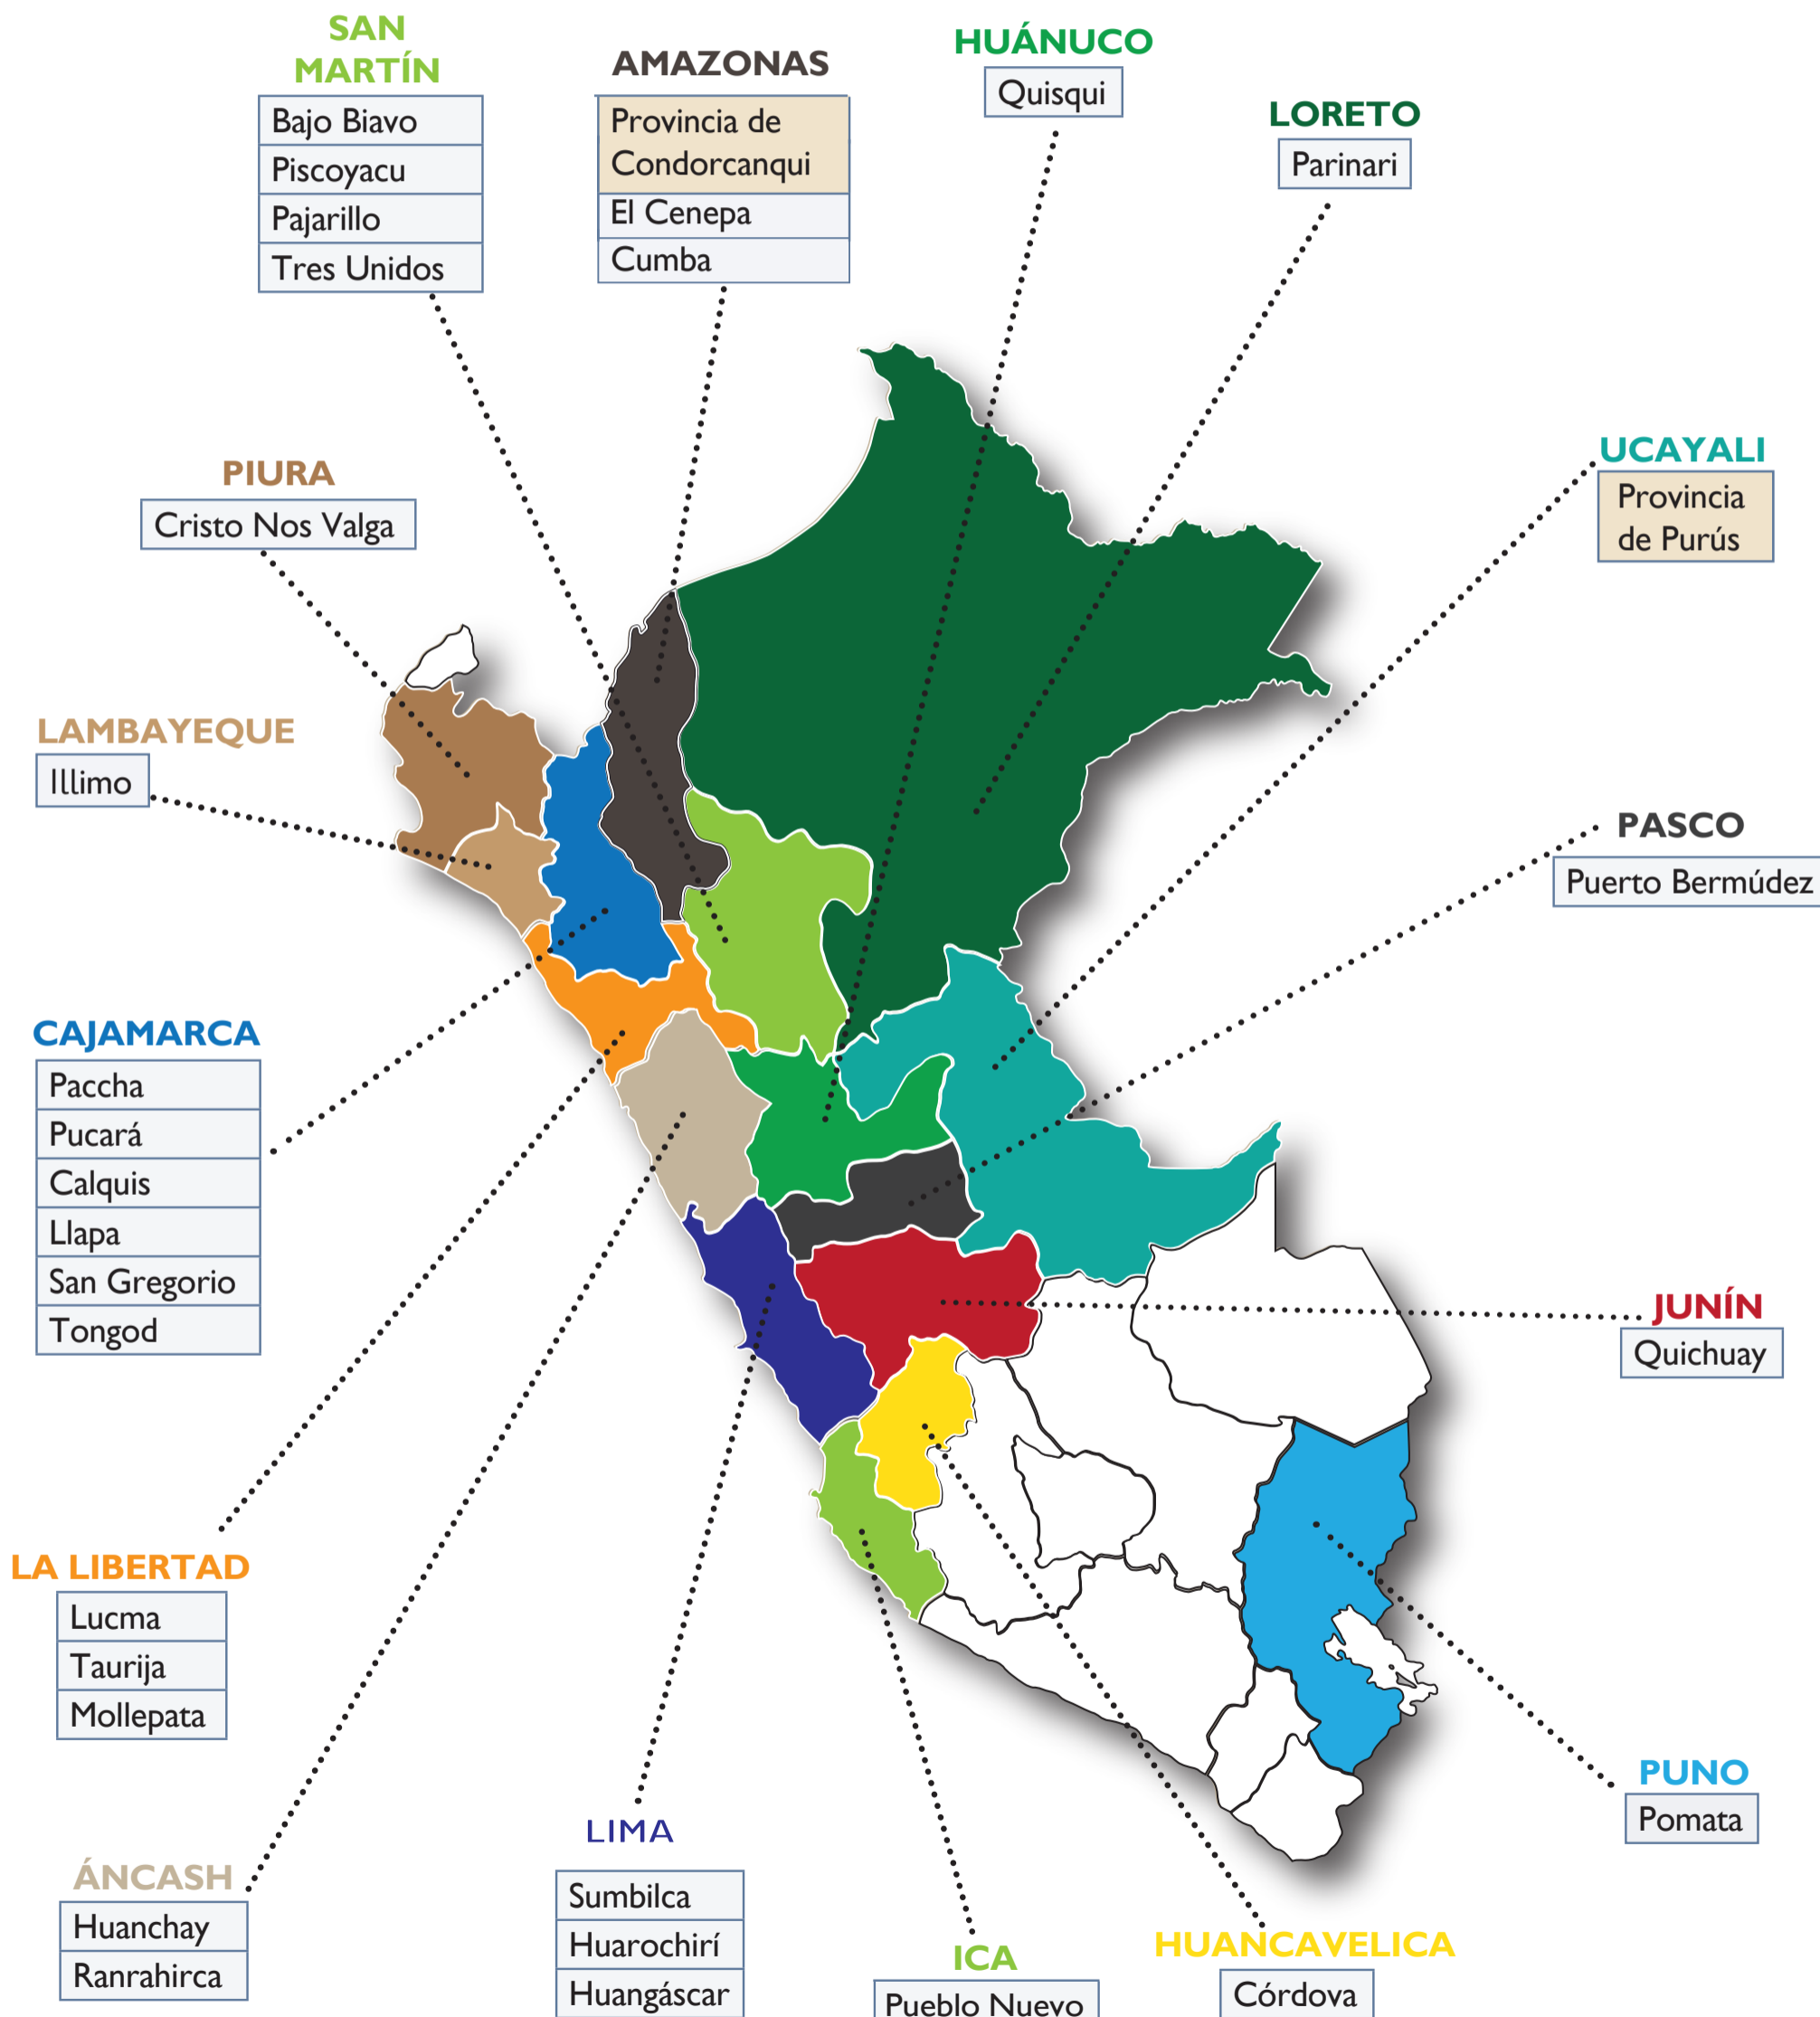 SAN
MARTÍN
Bajo Biavo
Piscoyacu
Pajarillo
Tres Unidos
AMAZONAS
Provincia de
Condorcanqui
El Cenepa
Cumba
HUÁNUCO
Quisqui
LORETO
Parinari
PIURA
Cristo Nos Valga
UCAYALI
Provincia
de Purús
LAMBAYEQUE
Illimo
PASCO
Puerto Bermúdez
CAJAMARCA
Paccha
Pucará
Calquis
Llapa
San Gregorio
Tongod
JUNÍN
Quichuay
LA LIBERTAD
Lucma
Taurija
Mollepata
PUNO
Pomata
ÁNCASH
Huanchay
Ranrahirca
LIMA
Sumbilca
Huarochirí
Huangáscar
ICA
Pueblo Nuevo
HUANCAVELICA
Córdova